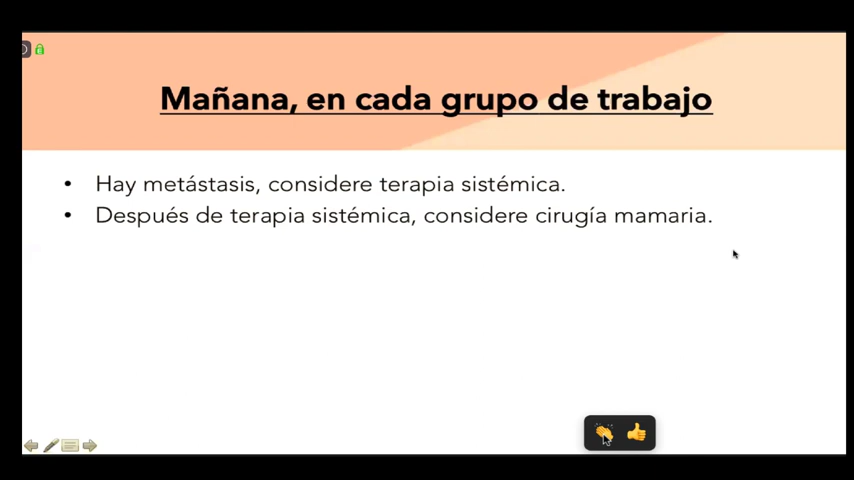 Mañana, en cada grupo de trabajo
• Hay metástasis, considere terapia sistémica.
• Después de terapia sistémica, considere cirugía mamaria.